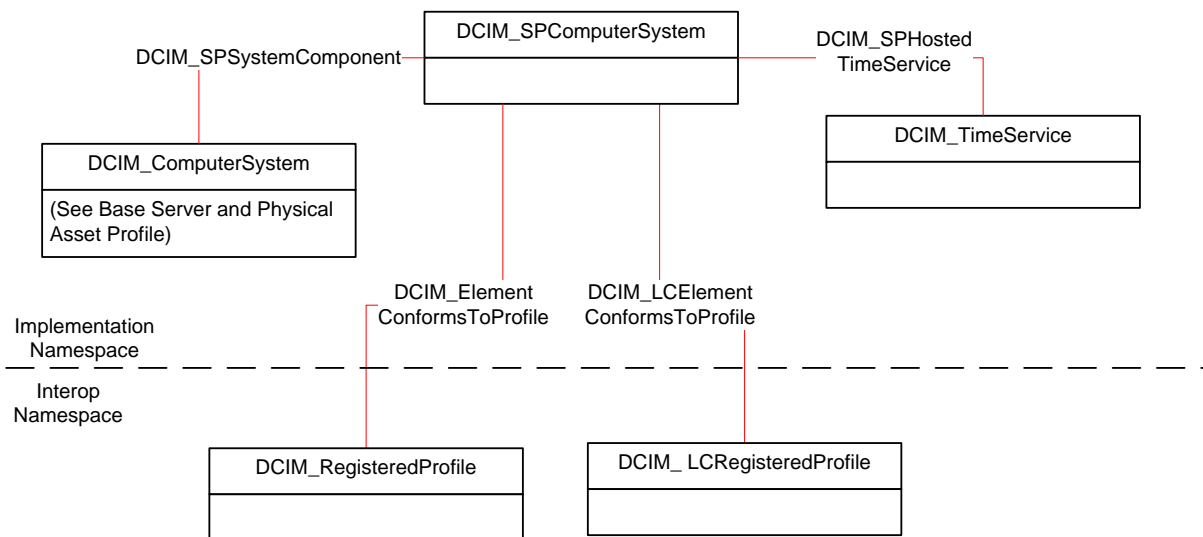 DCIM_SPComputerSystem
DCIM_SPSystemComponent
DCIM_SPHosted
TimeService
DCIM_ComputerSystem
(See Base Server and Physical
Asset Profile)
DCIM_TimeService
DCIM_Element
ConformsToProfile
DCIM_LCElement
ConformsToProfile
Implementation
Namespace
Interop
Namespace
DCIM_RegisteredProfile
DCIM_ LCRegisteredProfile